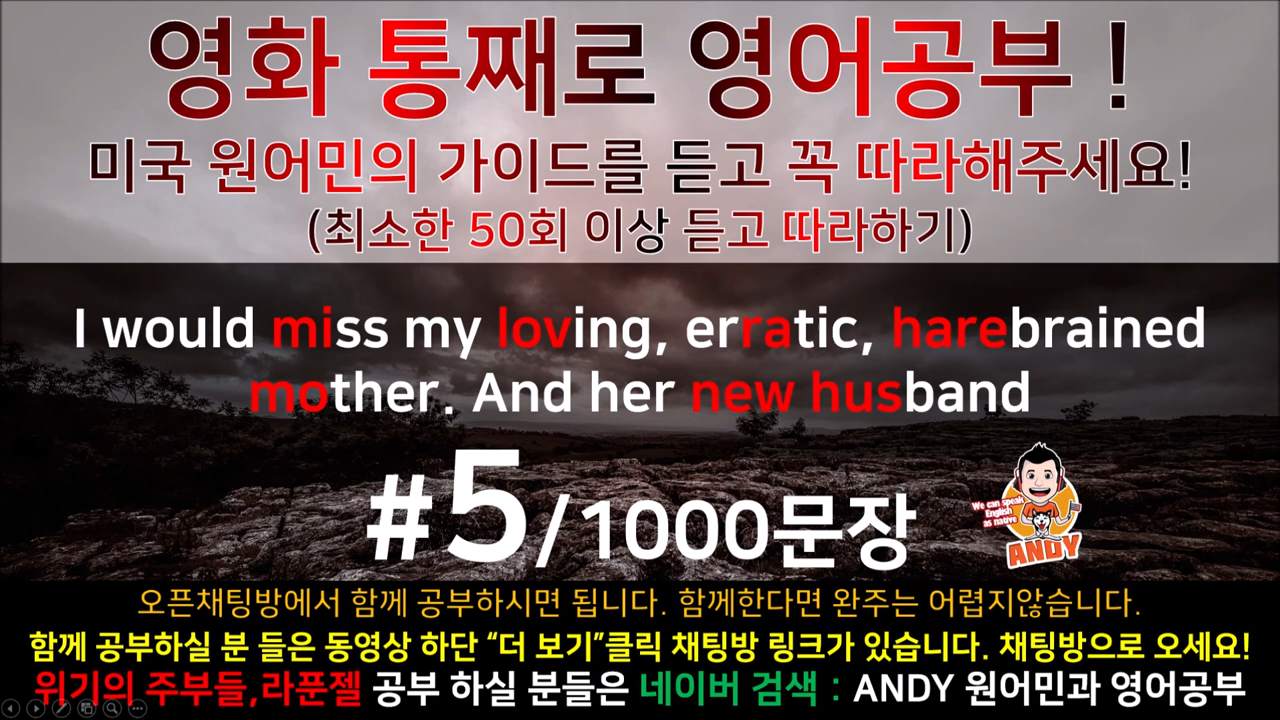 영화 통째로 영어공부 !
미국 원어민의 가이드를 듣고 꼭 따라해주세요!
(최소한 50회 이상 듣고 따라하기)
I would miss my loving, erratic, harebrained
mother. And her new husband
#5/1000문장
We can speak
English
as native
ANDY
오픈채팅방에서 함께 공부하시면 됩니다. 함께한다면 완주는 어렵지않습니다.
함께 공부하실 분 들은 동영상 하단 “더 보기”클릭 채팅방 링크가 있습니다. 채팅방으로 오세요!
위기의 주부들,라푼젤 공부 하실 분들은 네이버 검색 : ANDY 원어민과 영어공부